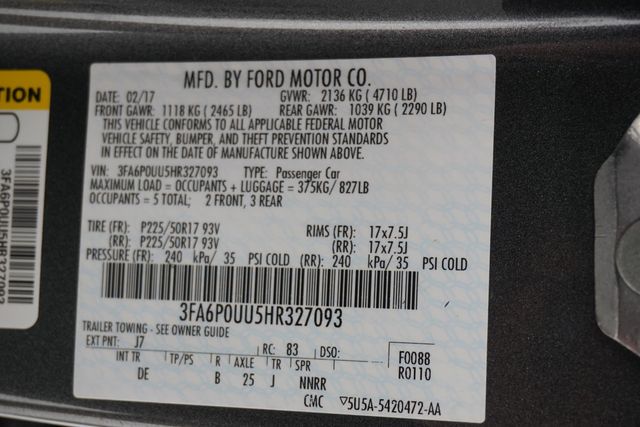 MFD. BY FORD MOTOR CO.
DATE: 02/17 GVWR: 2136 KG ( 4710 LB)
FRONT GAWR: 1118 KG ( 2465 LB) REAR GAWR: 1039 KG ( 2290 LB)
THIS VEHICLE CONFORMS TO ALL APPLICABLE FEDERAL MOTOR
VEHICLE SAFETY, BUMPER, AND THEFT PREVENTION STANDARDS
IN EFFECT ON THE DATE OF MANUFACTURE SHOWN ABOVE.
VIN: 3FA6P0UU5HR327093 TYPE: Passenger Car
MAXIMUM LOAD = OCCUPANTS + LUGGAGE = 375KG/ 827LB
OCCUPANTS = 5 TOTAL; 2 FRONT, 3 REAR
TIRE (FR): P225/50R17 93V RIMS (FR): 17x7.5J
(RR): P225/50R17 93V (RR): 17x7.5J
PRESSURE (FR): 240 kPa/ 35 PSI COLD (RR): 240 kPa/ 35 PSI COLD
3FA6P0UU5HR327093
TRAILER TOWING - SEE OWNER GUIDE
EXT PNT: J7 RC: 83 DSO: F0088
INT TR TP/PS R AXLE TR SPR R0110
DE B 25 J NNRR
CMC ▽5U5A-5420472-AA
TION
3FA6P0UU5HR327093